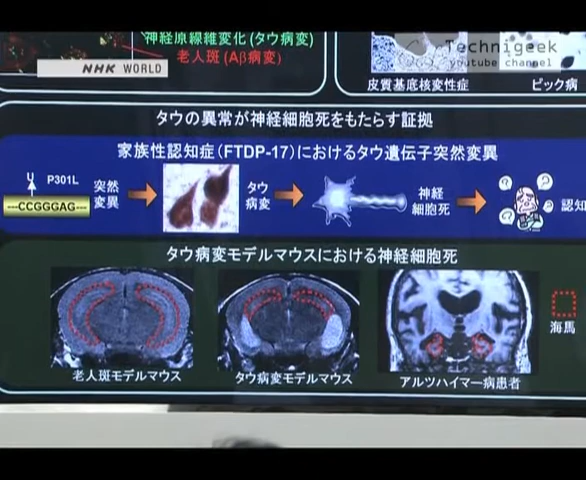 神経原線維変化 (タウ病変)
老人斑 (Aβ病変)
NHK WORLD
Technigeek
youtube channel
皮質基底核変性症
ピック病
タウの異常が神経細胞死をもたらす証拠
家族性認知症(FTDP-17)におけるタウ遺伝子突然変異
P301L
---CCGGGAG---
突然
変異
タウ
病変
神経
細胞死
認知
タウ病変モデルマウスにおける神経細胞死
海馬
老人斑モデルマウス
タウ病変モデルマウス
アルツハイマー病患者